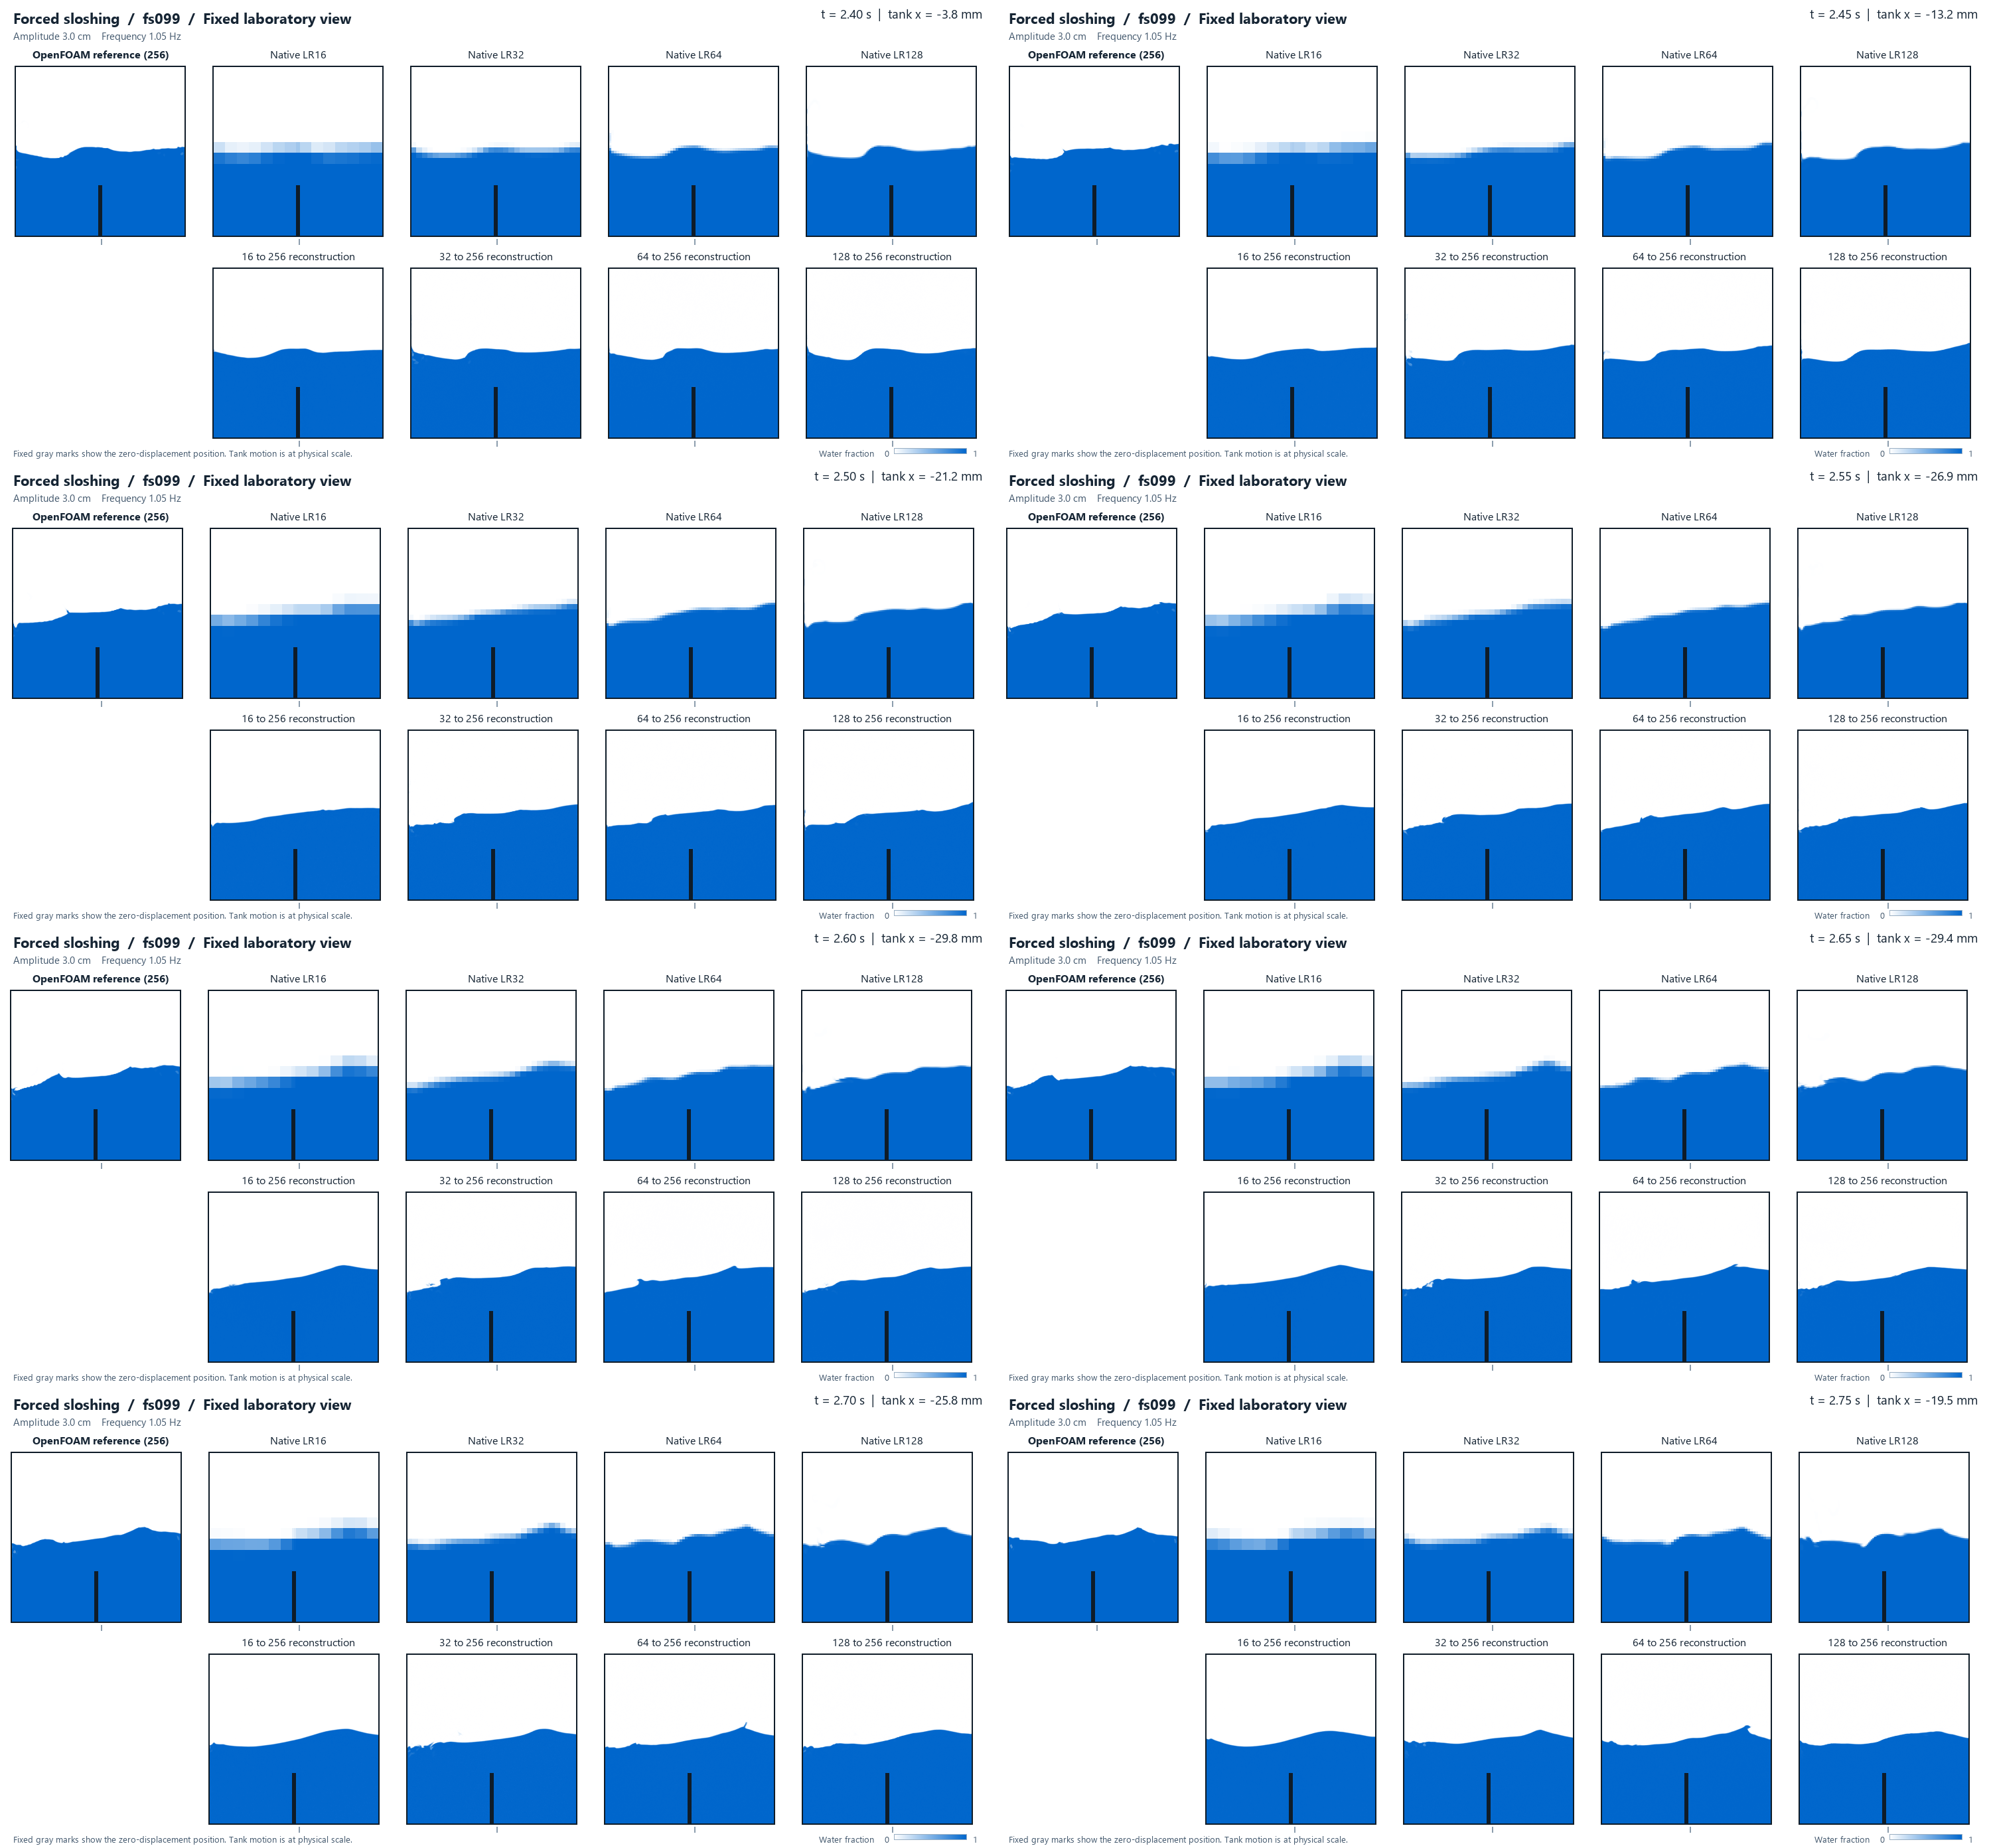 Forced sloshing / fs099 / Fixed laboratory view
t = 2.40 s | tank x = -3.8 mm
Amplitude 3.0 cm Frequency 1.05 Hz
OpenFOAM reference (256) Native LR16 Native LR32 Native LR64 Native LR128
16 to 256 reconstruction 32 to 256 reconstruction 64 to 256 reconstruction 128 to 256 reconstruction
Fixed gray marks show the zero-displacement position. Tank motion is at physical scale.
Water fraction 0 1
Forced sloshing / fs099 / Fixed laboratory view
t = 2.45 s | tank x = -13.2 mm
Amplitude 3.0 cm Frequency 1.05 Hz
OpenFOAM reference (256) Native LR16 Native LR32 Native LR64 Native LR128
16 to 256 reconstruction 32 to 256 reconstruction 64 to 256 reconstruction 128 to 256 reconstruction
Fixed gray marks show the zero-displacement position. Tank motion is at physical scale.
Water fraction 0 1
Forced sloshing / fs099 / Fixed laboratory view
t = 2.50 s | tank x = -21.2 mm
Amplitude 3.0 cm Frequency 1.05 Hz
OpenFOAM reference (256) Native LR16 Native LR32 Native LR64 Native LR128
16 to 256 reconstruction 32 to 256 reconstruction 64 to 256 reconstruction 128 to 256 reconstruction
Fixed gray marks show the zero-displacement position. Tank motion is at physical scale.
Water fraction 0 1
Forced sloshing / fs099 / Fixed laboratory view
t = 2.55 s | tank x = -26.9 mm
Amplitude 3.0 cm Frequency 1.05 Hz
OpenFOAM reference (256) Native LR16 Native LR32 Native LR64 Native LR128
16 to 256 reconstruction 32 to 256 reconstruction 64 to 256 reconstruction 128 to 256 reconstruction
Fixed gray marks show the zero-displacement position. Tank motion is at physical scale.
Water fraction 0 1
Forced sloshing / fs099 / Fixed laboratory view
t = 2.60 s | tank x = -29.8 mm
Amplitude 3.0 cm Frequency 1.05 Hz
OpenFOAM reference (256) Native LR16 Native LR32 Native LR64 Native LR128
16 to 256 reconstruction 32 to 256 reconstruction 64 to 256 reconstruction 128 to 256 reconstruction
Fixed gray marks show the zero-displacement position. Tank motion is at physical scale.
Water fraction 0 1
Forced sloshing / fs099 / Fixed laboratory view
t = 2.65 s | tank x = -29.4 mm
Amplitude 3.0 cm Frequency 1.05 Hz
OpenFOAM reference (256) Native LR16 Native LR32 Native LR64 Native LR128
16 to 256 reconstruction 32 to 256 reconstruction 64 to 256 reconstruction 128 to 256 reconstruction
Fixed gray marks show the zero-displacement position. Tank motion is at physical scale.
Water fraction 0 1
Forced sloshing / fs099 / Fixed laboratory view
t = 2.70 s | tank x = -25.8 mm
Amplitude 3.0 cm Frequency 1.05 Hz
OpenFOAM reference (256) Native LR16 Native LR32 Native LR64 Native LR128
16 to 256 reconstruction 32 to 256 reconstruction 64 to 256 reconstruction 128 to 256 reconstruction
Fixed gray marks show the zero-displacement position. Tank motion is at physical scale.
Water fraction 0 1
Forced sloshing / fs099 / Fixed laboratory view
t = 2.75 s | tank x = -19.5 mm
Amplitude 3.0 cm Frequency 1.05 Hz
OpenFOAM reference (256) Native LR16 Native LR32 Native LR64 Native LR128
16 to 256 reconstruction 32 to 256 reconstruction 64 to 256 reconstruction 128 to 256 reconstruction
Fixed gray marks show the zero-displacement position. Tank motion is at physical scale.
Water fraction 0 1